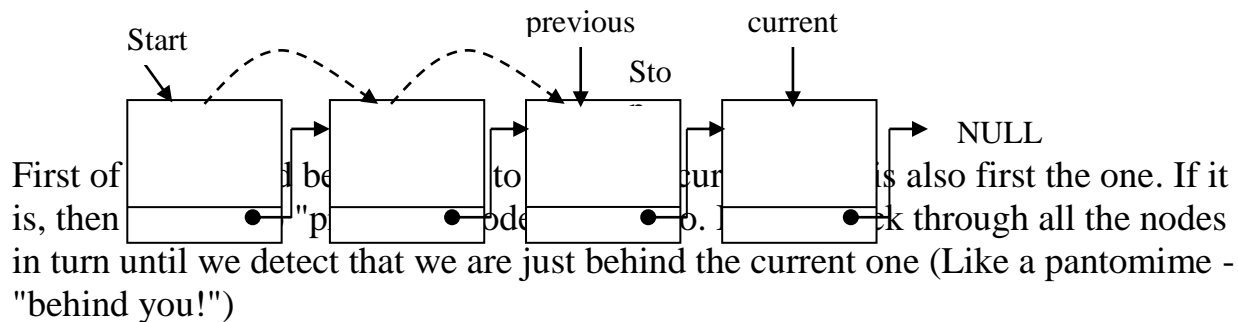 previous current
Start
Sto
NULL
First of be to cur is also first the one. If it
is, then through all the nodes
in turn until we detect that we are just behind the current one (Like a pantomime -
"behind you!")